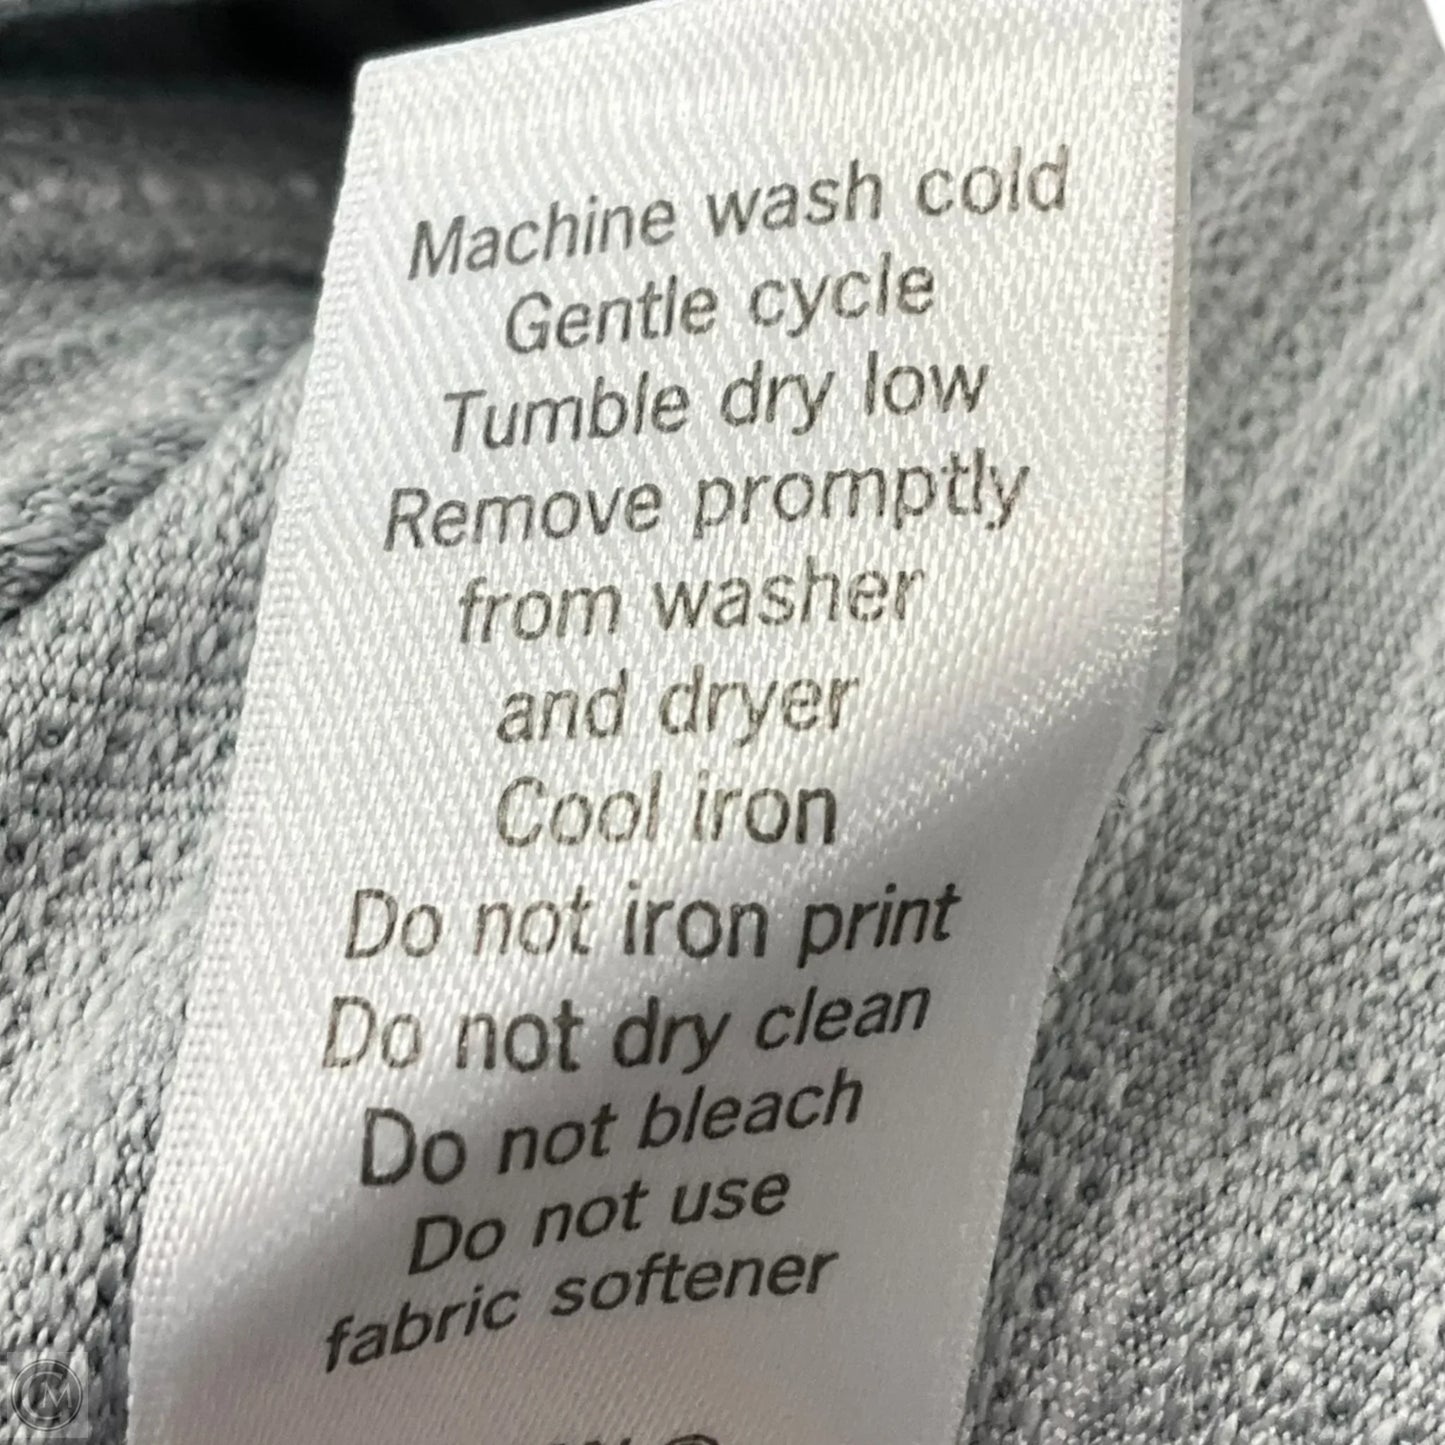 Machine wash cold
Gentle cycle
Tumble dry low
Remove promptly
from washer
and dryer
Cool iron
Do not iron print
Do not dry clean
Do not bleach
Do not use
fabric softener